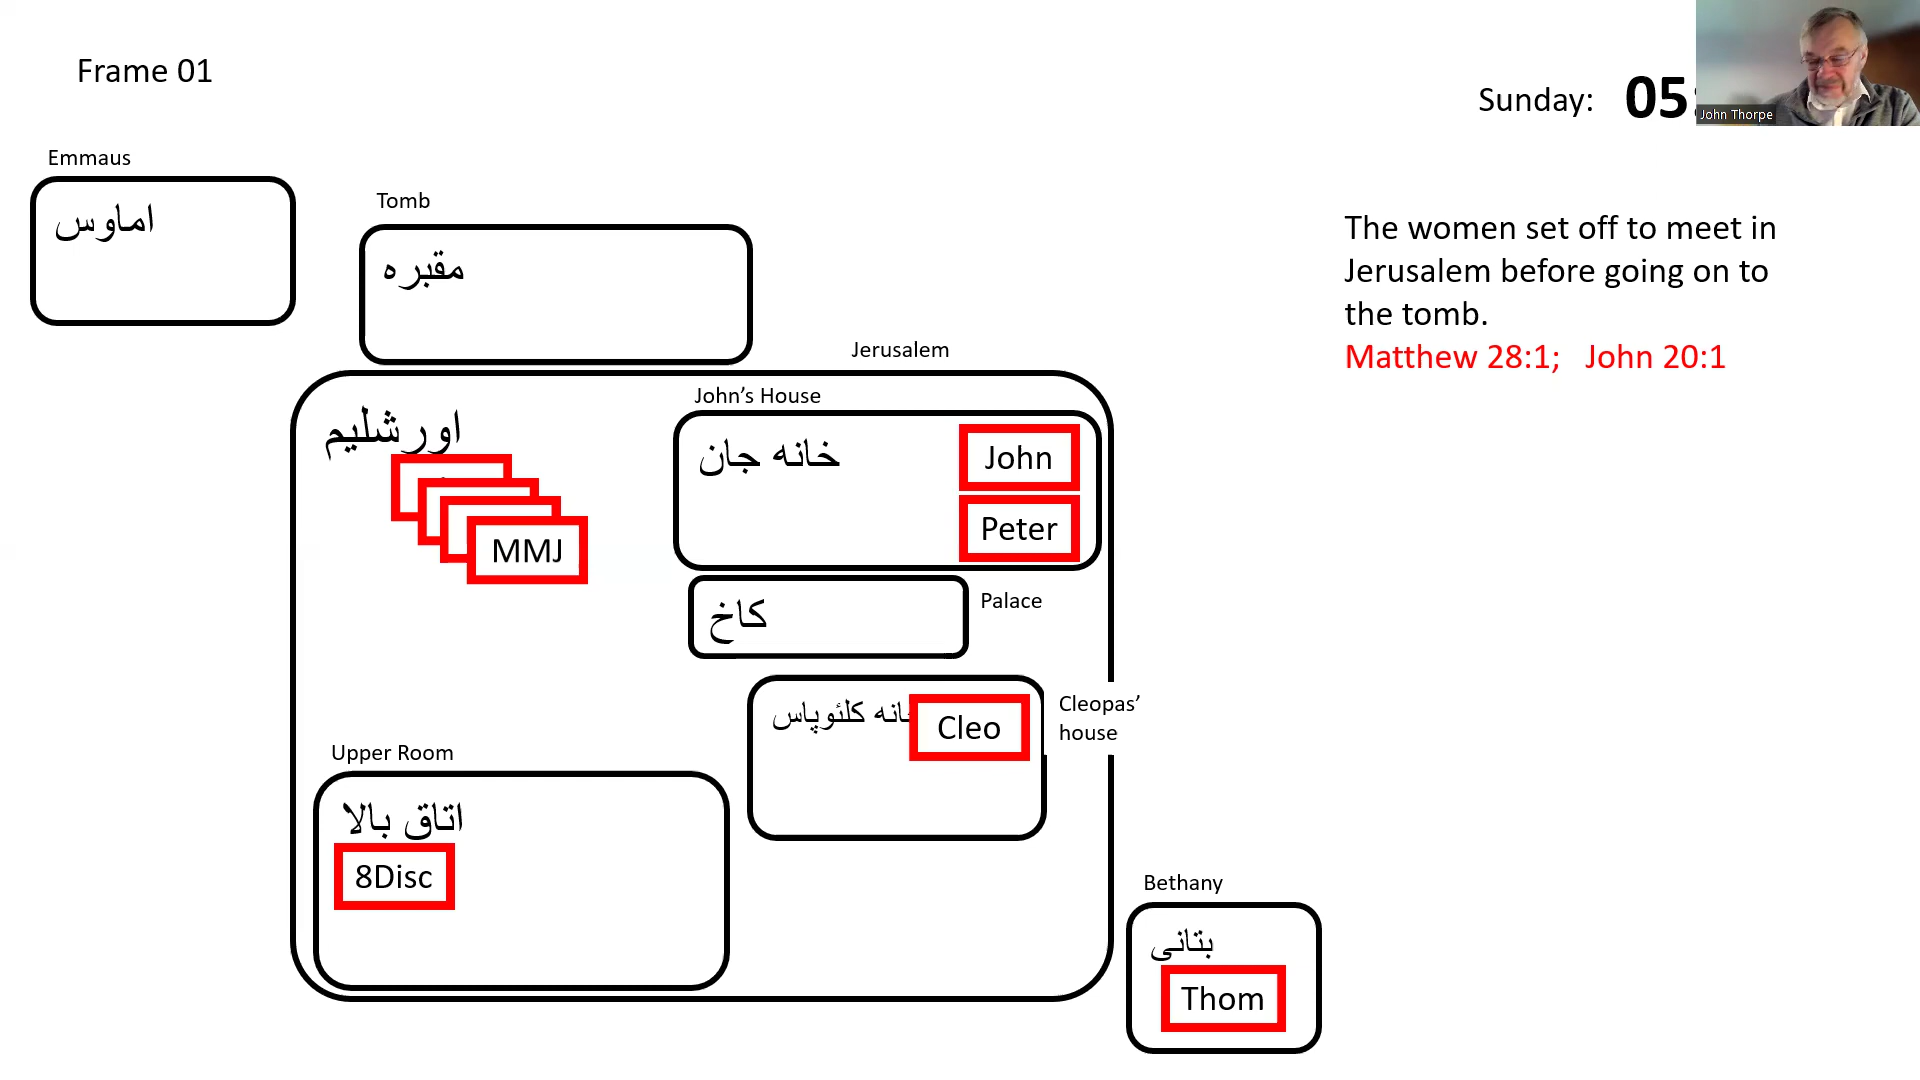 Frame 01
Sunday: 05:
John Thorpe
Emmaus
اماوس
Tomb
مقبره
The women set off to meet in
Jerusalem before going on to
the tomb.
Matthew 28:1; John 20:1
Jerusalem
اورشلیم
John’s House
خانه جان
John
Peter
MMJ
کاخ
Palace
کلئوپاس
Cleo
Cleopas’
house
Upper Room
اتاق بالا
8Disc
Bethany
بتانی
Thom